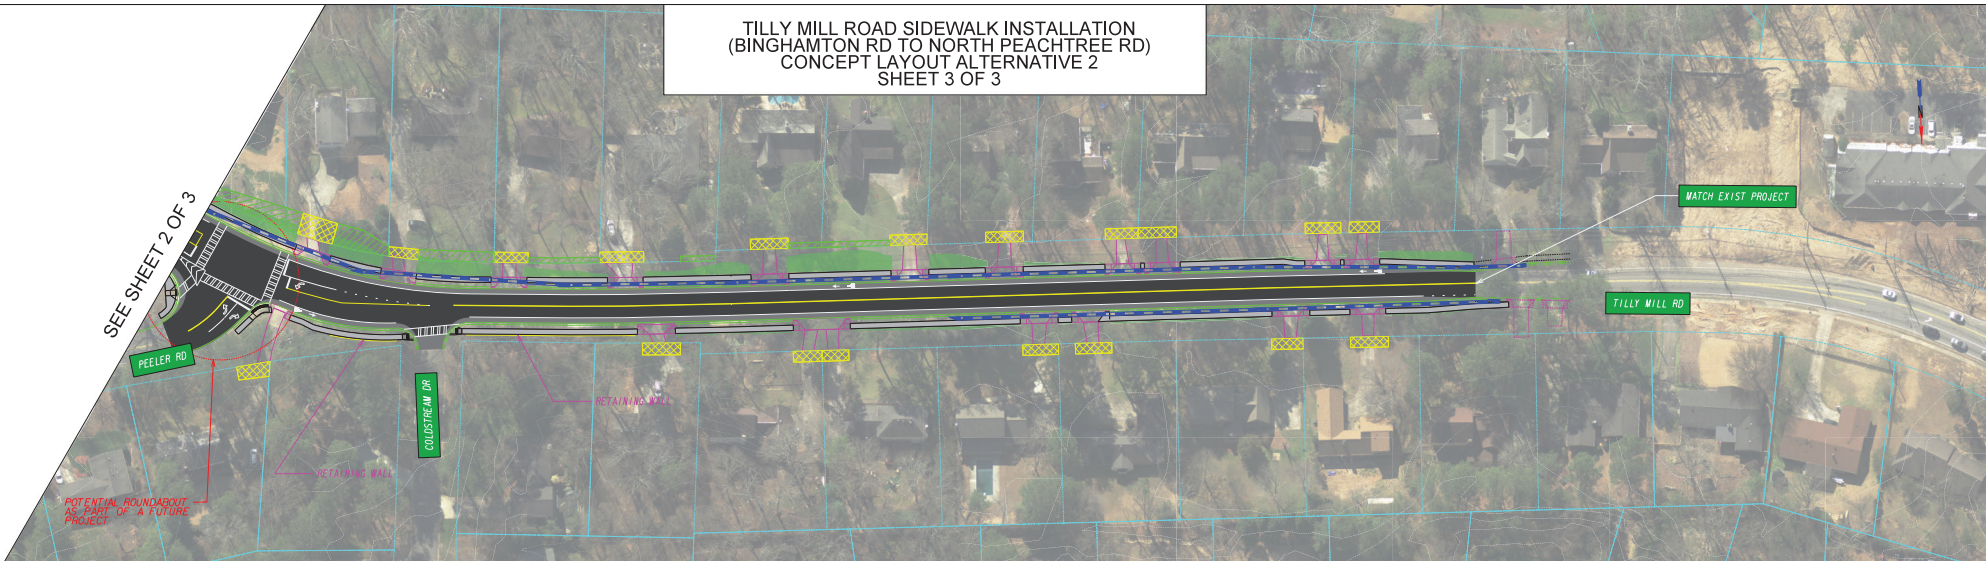 TILLY MILL ROAD SIDEWALK INSTALLATION
(BINGHAMTON RD TO NORTH PEACHTREE RD)
CONCEPT LAYOUT ALTERNATIVE 2
SHEET 3 OF 3
SEE SHEET 2 OF 3
N
MATCH EXIST PROJECT
TILLY MILL RD
PEELER RD
COLDSTREAM DR
RETAINING WALL
RETAINING WALL
POTENTIAL ROUNDABOUT
AS PART OF A FUTURE
PROJECT